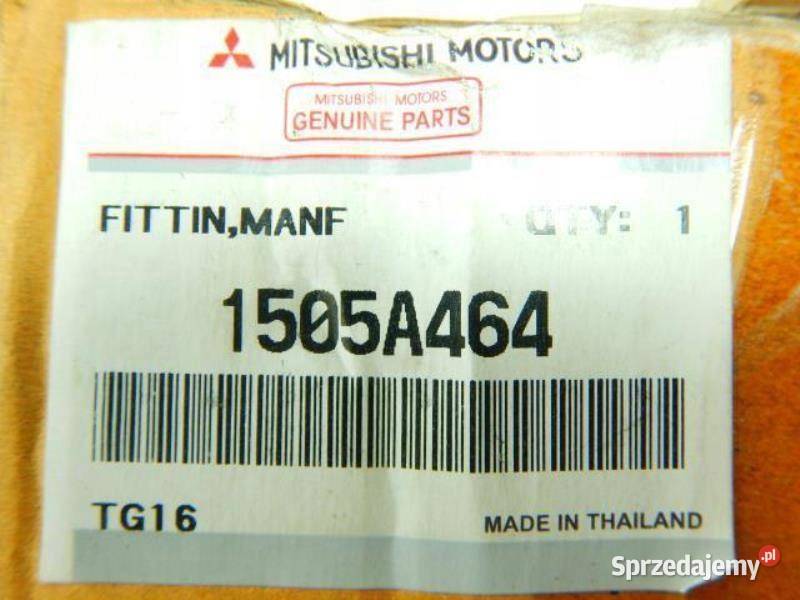 MITSUBISHI MOTORS
MITSUBISHI MOTORS
GENUINE PARTS
FITTIN,MANF QTY: 1
1505A464
TG16 MADE IN THAILAND
Sprzedajemy.pl